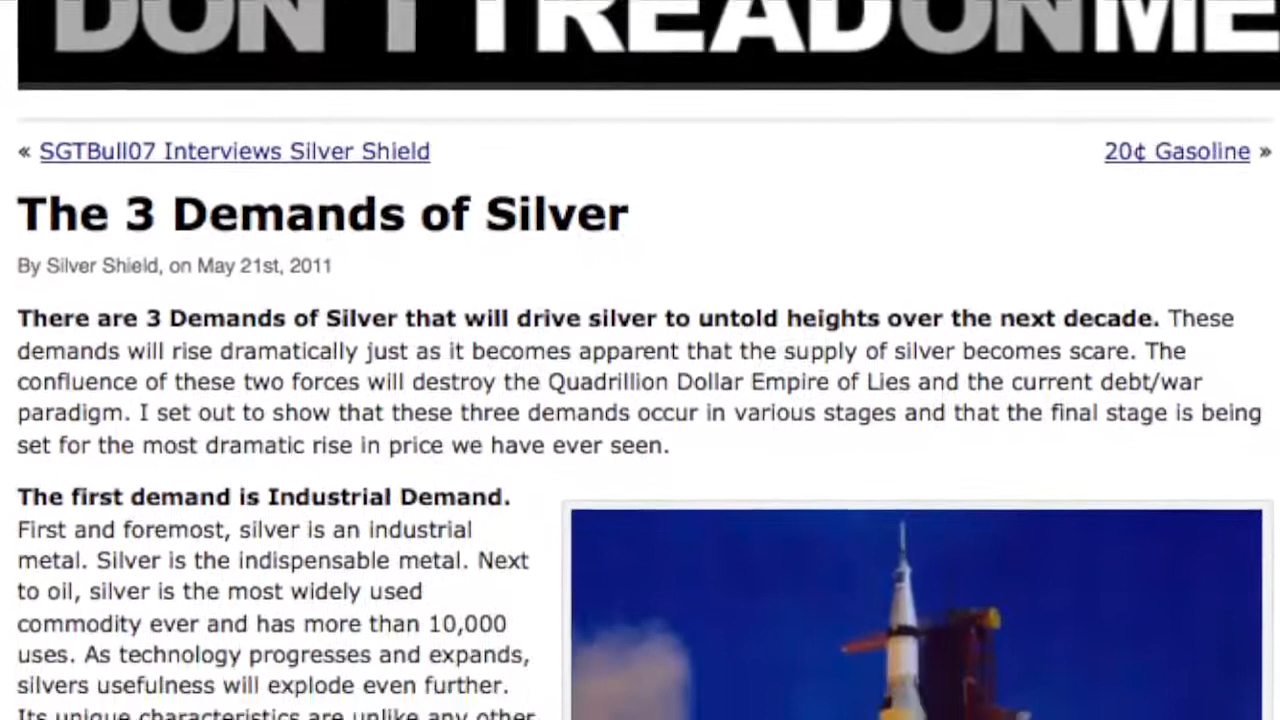 DON'T TREADONME
« SGTBull07 Interviews Silver Shield
20¢ Gasoline »
The 3 Demands of Silver
By Silver Shield, on May 21st, 2011
There are 3 Demands of Silver that will drive silver to untold heights over the next decade. These
demands will rise dramatically just as it becomes apparent that the supply of silver becomes scare. The
confluence of these two forces will destroy the Quadrillion Dollar Empire of Lies and the current debt/war
paradigm. I set out to show that these three demands occur in various stages and that the final stage is being
set for the most dramatic rise in price we have ever seen.
The first demand is Industrial Demand.
First and foremost, silver is an industrial
metal. Silver is the indispensable metal. Next
to oil, silver is the most widely used
commodity ever and has more than 10,000
uses. As technology progresses and expands,
silvers usefulness will explode even further.
Its unique characteristics are unlike any other